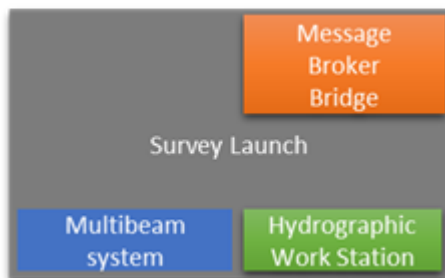 Message
Broker
Bridge
Survey Launch
Multibeam
system
Hydrographic
Work Station